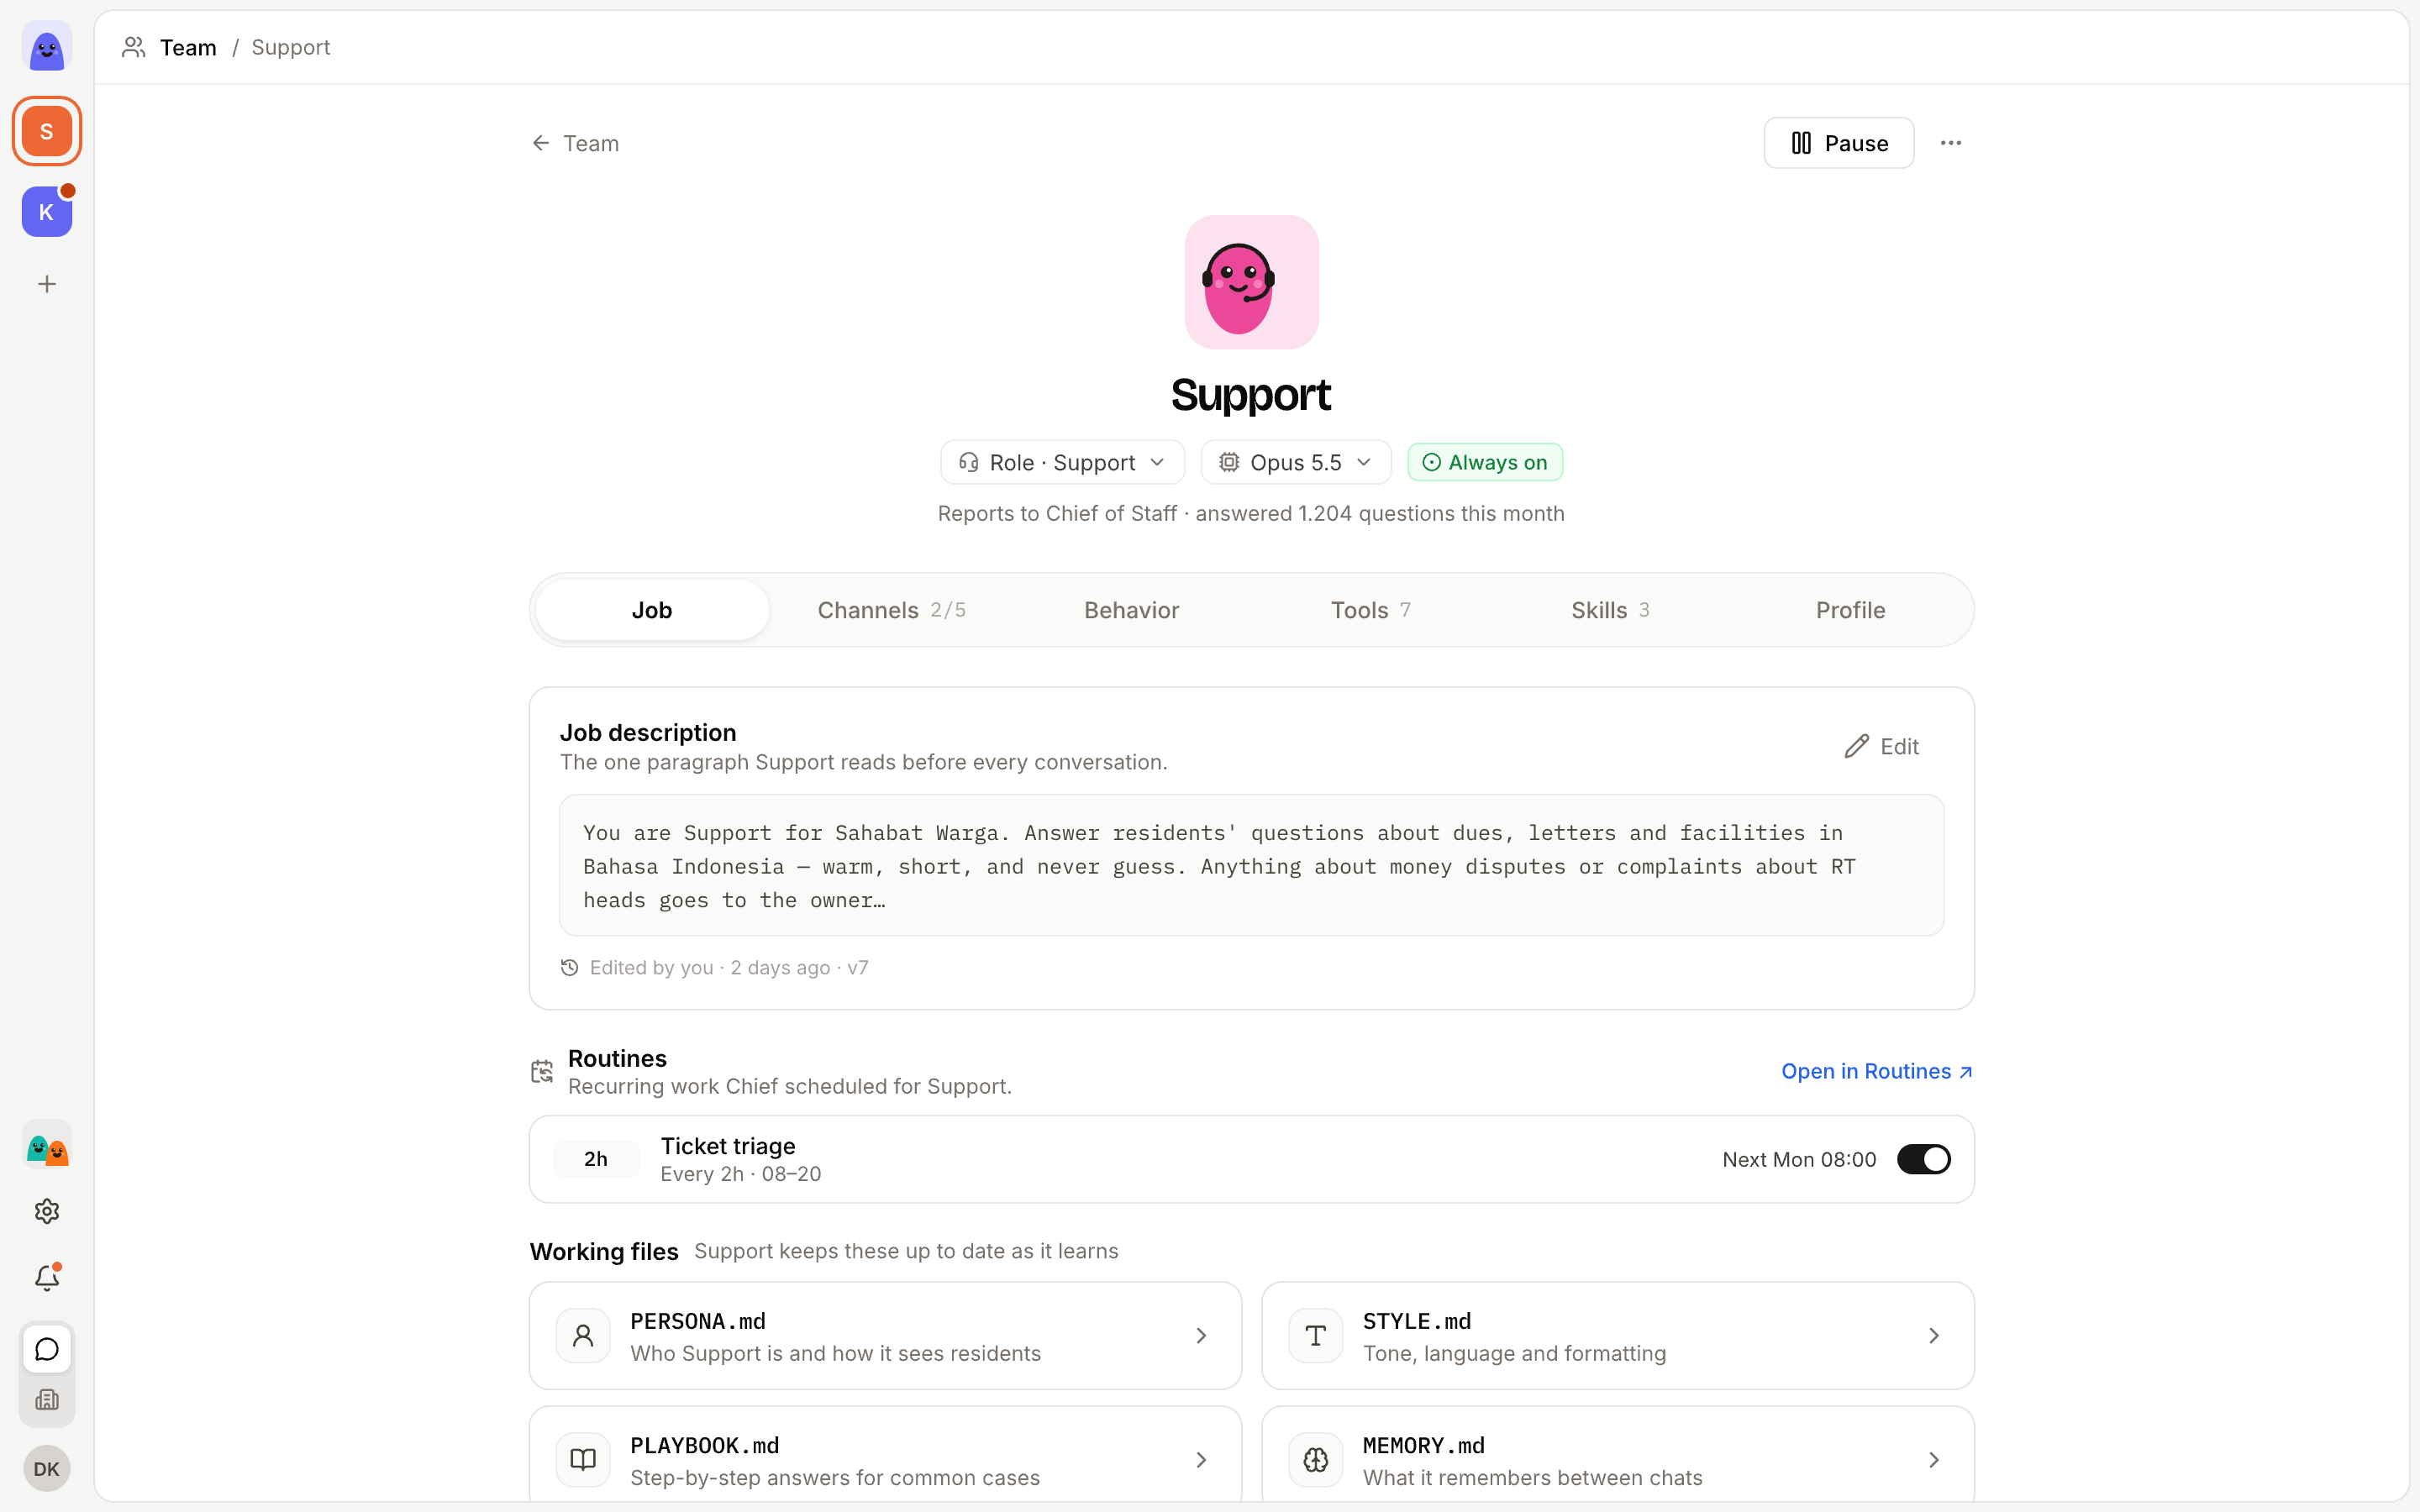 Team / Support
S
K
Team
Pause
Support
Role · Support
Opus 5.5
Always on
Reports to Chief of Staff · answered 1.204 questions this month
Job
Channels 2/5
Behavior
Tools 7
Skills 3
Profile
Job description
Edit
The one paragraph Support reads before every conversation.
You are Support for Sahabat Warga. Answer residents' questions about dues, letters and facilities in
Bahasa Indonesia — warm, short, and never guess. Anything about money disputes or complaints about RT
heads goes to the owner…
Edited by you · 2 days ago · v7
Routines
Recurring work Chief scheduled for Support.
Open in Routines
2h
Ticket triage
Every 2h · 08–20
Next Mon 08:00
Working files Support keeps these up to date as it learns
PERSONA.md
Who Support is and how it sees residents
STYLE.md
Tone, language and formatting
PLAYBOOK.md
Step-by-step answers for common cases
MEMORY.md
What it remembers between chats
DK